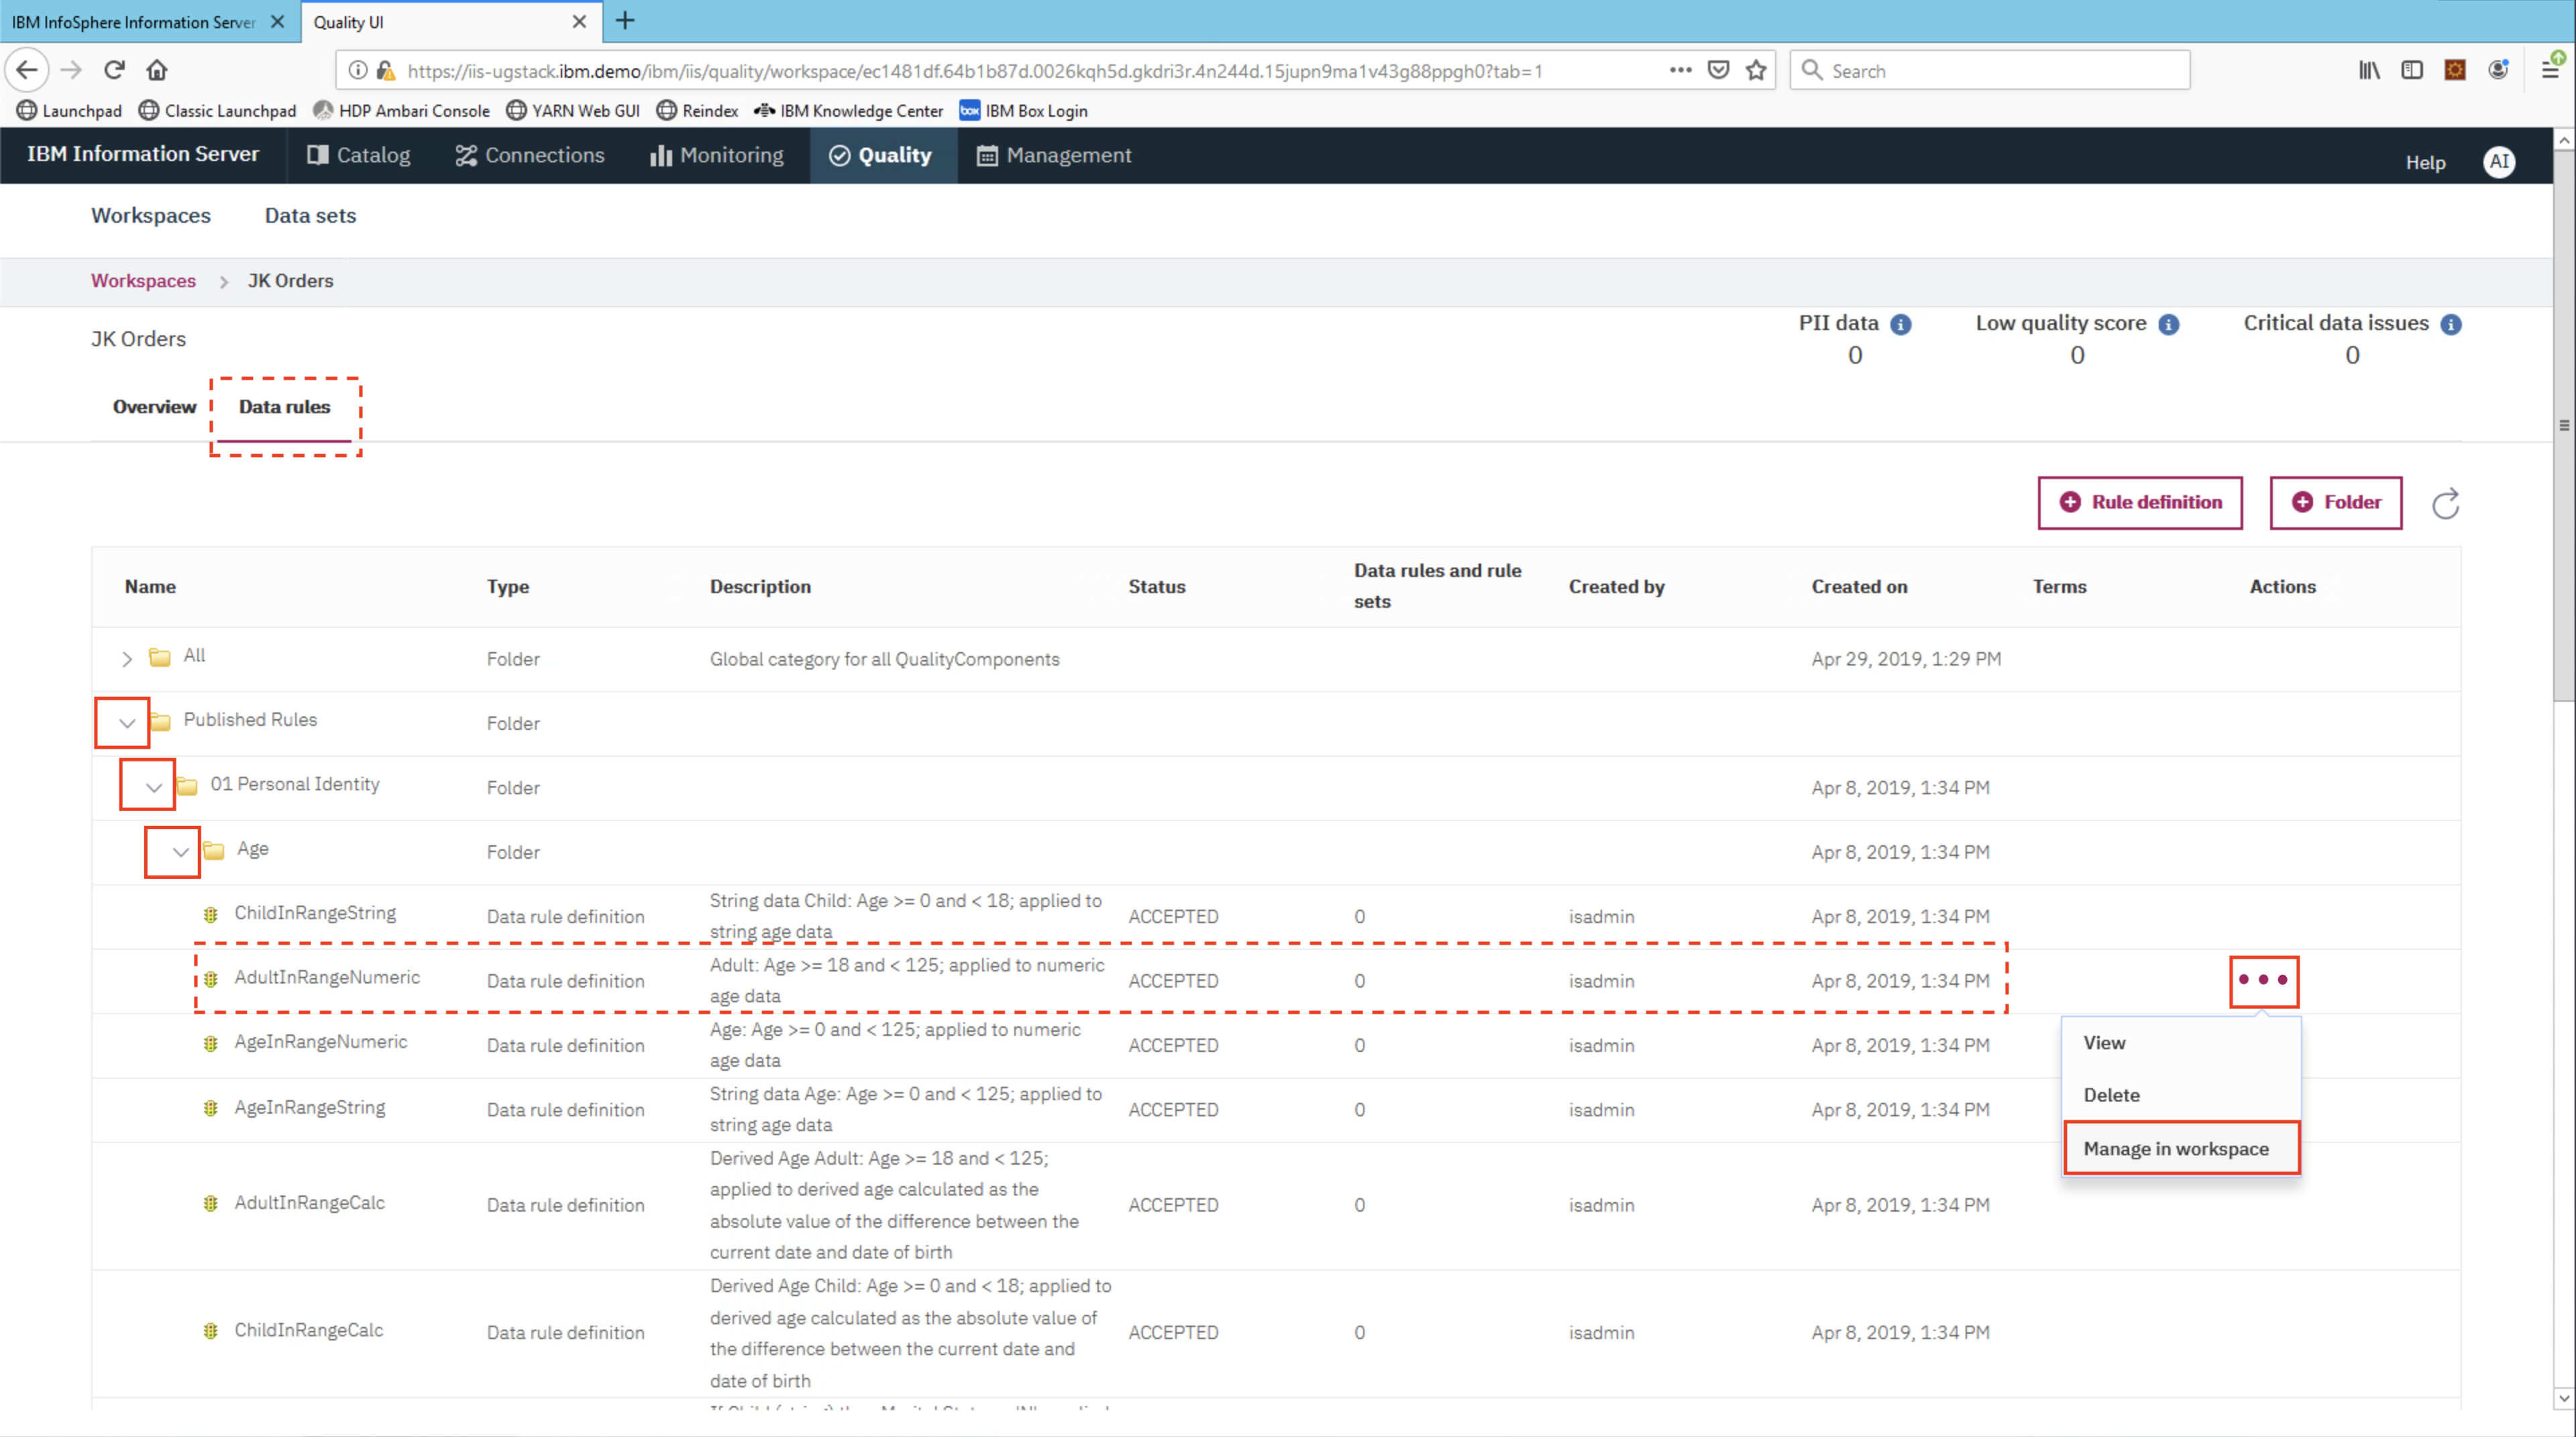 IBM InfoSphere Information Server
Quality UI
https://iis-ugstack.ibm.demo/ibm/iis/quality/workspace/ec1481df.64b1b87d.0026kqh5d.gkdri3r.4n244d.15jupn9ma1v43g88ppgh0?tab=1
Search
Launchpad
Classic Launchpad
HDP Ambari Console
YARN Web GUI
Reindex
IBM Knowledge Center
box
IBM Box Login
IBM Information Server
Catalog
Connections
Monitoring
Quality
Management
Help
AI
Workspaces
Data sets
Workspaces > JK Orders
JK Orders
PII data
Low quality score
Critical data issues
0
0
0
Overview
Data rules
Rule definition
Folder
Name
Type
Description
Status
Data rules and rule
sets
Created by
Created on
Terms
Actions
All
Folder
Global category for all QualityComponents
Apr 29, 2019, 1:29 PM
Published Rules
Folder
01 Personal Identity
Folder
Apr 8, 2019, 1:34 PM
Age
Folder
Apr 8, 2019, 1:34 PM
ChildInRangeString
Data rule definition
String data Child: Age >= 0 and < 18; applied to
string age data
ACCEPTED
0
isadmin
Apr 8, 2019, 1:34 PM
AdultInRangeNumeric
Data rule definition
Adult: Age >= 18 and < 125; applied to numeric
age data
ACCEPTED
0
isadmin
Apr 8, 2019, 1:34 PM
AgeInRangeNumeric
Data rule definition
Age: Age >= 0 and < 125; applied to numeric
age data
ACCEPTED
0
isadmin
Apr 8, 2019, 1:34 PM
View
Delete
Manage in workspace
AgeInRangeString
Data rule definition
String data Age: Age >= 0 and < 125; applied to
string age data
ACCEPTED
0
isadmin
Apr 8, 2019, 1:34 PM
AdultInRangeCalc
Data rule definition
Derived Age Adult: Age >= 18 and < 125;
applied to derived age calculated as the
absolute value of the difference between the
current date and date of birth
ACCEPTED
0
isadmin
Apr 8, 2019, 1:34 PM
ChildInRangeCalc
Data rule definition
Derived Age Child: Age >= 0 and < 18; applied to
derived age calculated as the absolute value of
the difference between the current date and
date of birth
ACCEPTED
0
isadmin
Apr 8, 2019, 1:34 PM